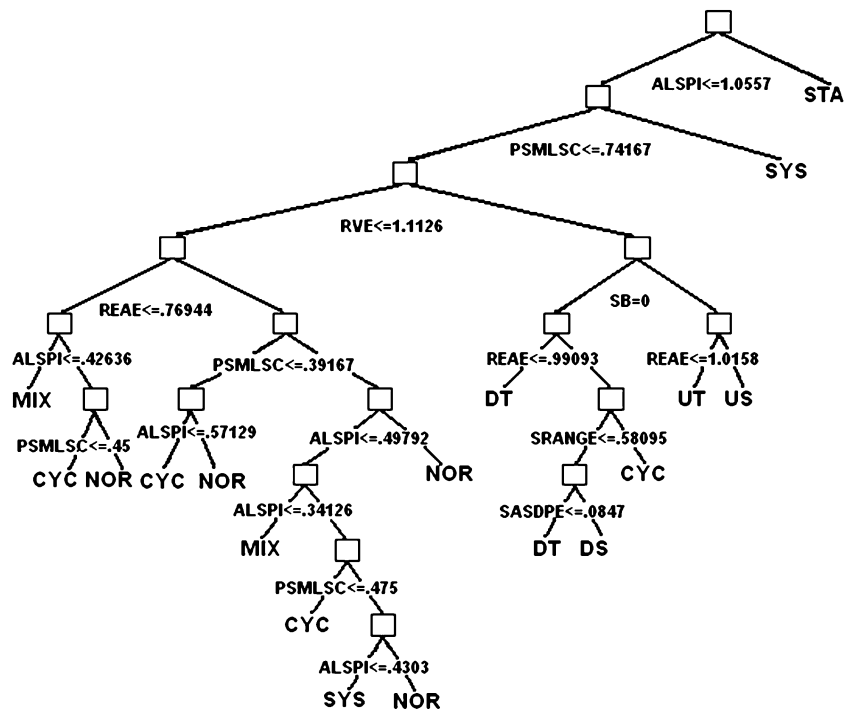 ALSPI<=1.0557
STA
PSMLSC<=.74167
SYS
RVE<=1.1126
REAE<=.76944
SB=0
ALSPI<=.42636
PSMLSC<=.39167
REAE<=.99093
REAE<=1.0158
MIX
DT
UT US
PSMLSC<=.45
ALSPI<=.57129
ALSPI<=.49792
SRANGE<=.58095
CYC NOR
CYC NOR
NOR
CYC
ALSPI<=.34126
SASDPE<=.0847
MIX
DT DS
PSMLSC<=.475
CYC
ALSPI<=.4303
SYS NOR